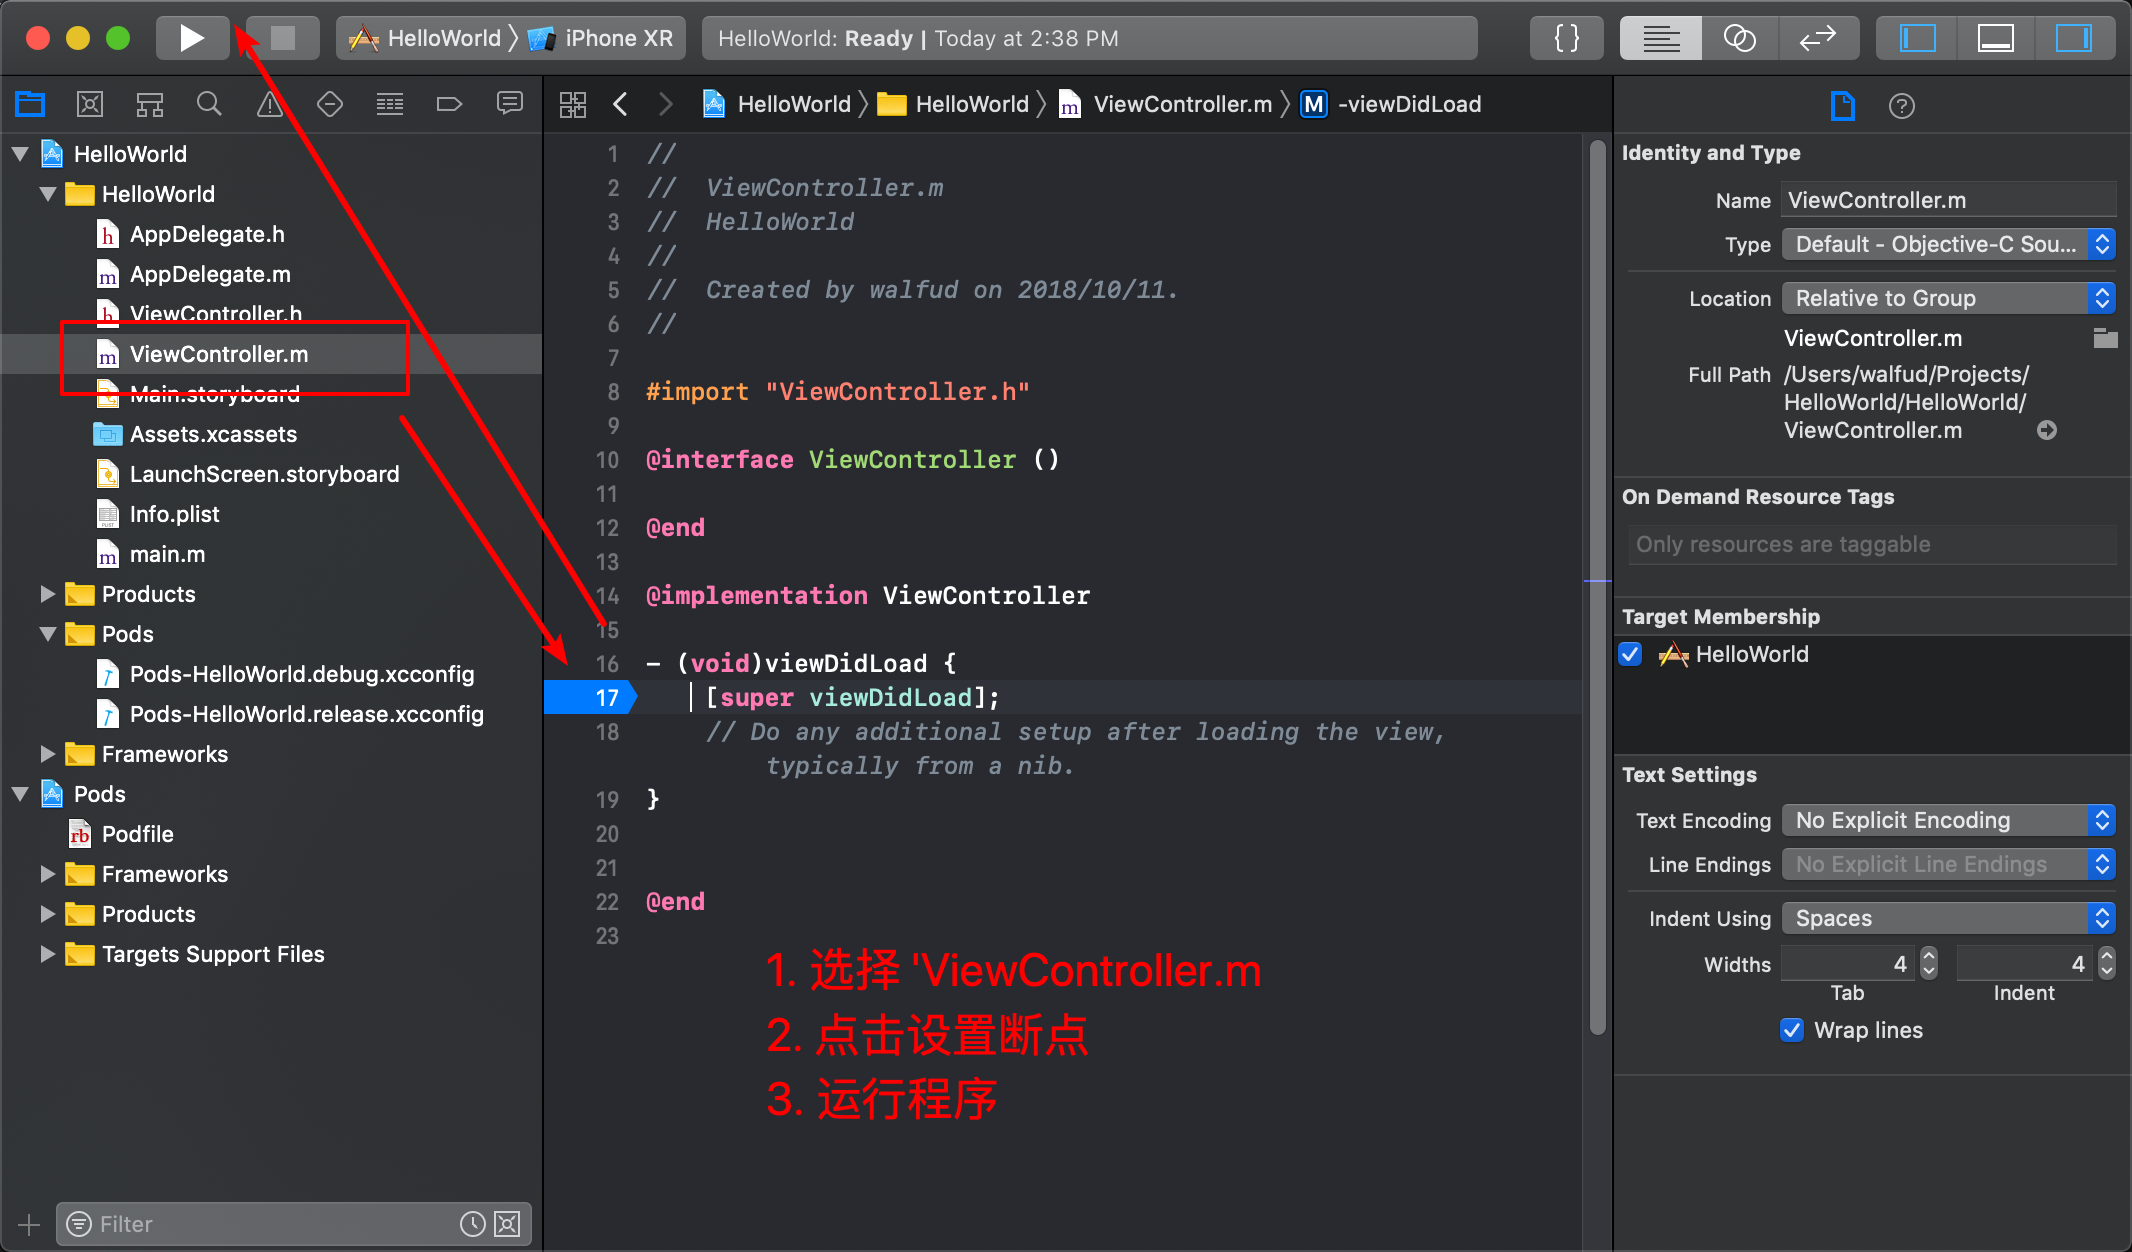 HelloWorld 〉 iPhone XR
HelloWorld: Ready | Today at 2:38 PM
{ }
HelloWorld 〉 HelloWorld 〉 m ViewController.m 〉 M -viewDidLoad
HelloWorld
HelloWorld
h AppDelegate.h
m AppDelegate.m
h ViewController.h
m ViewController.m
Main.storyboard
Assets.xcassets
LaunchScreen.storyboard
Info.plist
m main.m
Products
Pods
Pods-HelloWorld.debug.xcconfig
Pods-HelloWorld.release.xcconfig
Frameworks
Pods
rb Podfile
Frameworks
Products
Targets Support Files
Filter
1 //
2 //  ViewController.m
3 //  HelloWorld
4 //
5 //  Created by walfud on 2018/10/11.
6 //
7
8 #import "ViewController.h"
9
10 @interface ViewController ()
11
12 @end
13
14 @implementation ViewController
15
16 - (void)viewDidLoad {
17     [super viewDidLoad];
18     // Do any additional setup after loading the view,
typically from a nib.
19 }
20
21
22 @end
23
1. 选择 'ViewController.m
2. 点击设置断点
3. 运行程序
Identity and Type
Name ViewController.m
Type Default - Objective-C Sou...
Location Relative to Group
ViewController.m
Full Path /Users/walfud/Projects/
HelloWorld/HelloWorld/
ViewController.m
On Demand Resource Tags
Only resources are taggable
Target Membership
HelloWorld
Text Settings
Text Encoding No Explicit Encoding
Line Endings No Explicit Line Endings
Indent Using Spaces
Widths 4 4
Tab Indent
Wrap lines